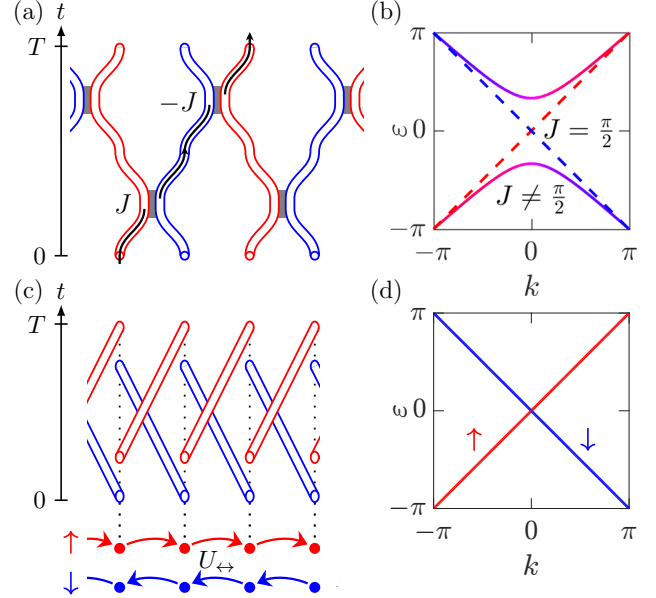 (a) t
T
−J
J
0
(b)
π
ε 0
J = π/2
J ≠ π/2
−π
−π 0 π
k
(c) t
T
0
↑
U↔
↓
(d)
π
ε 0
↑ ↓
−π
−π 0 π
k